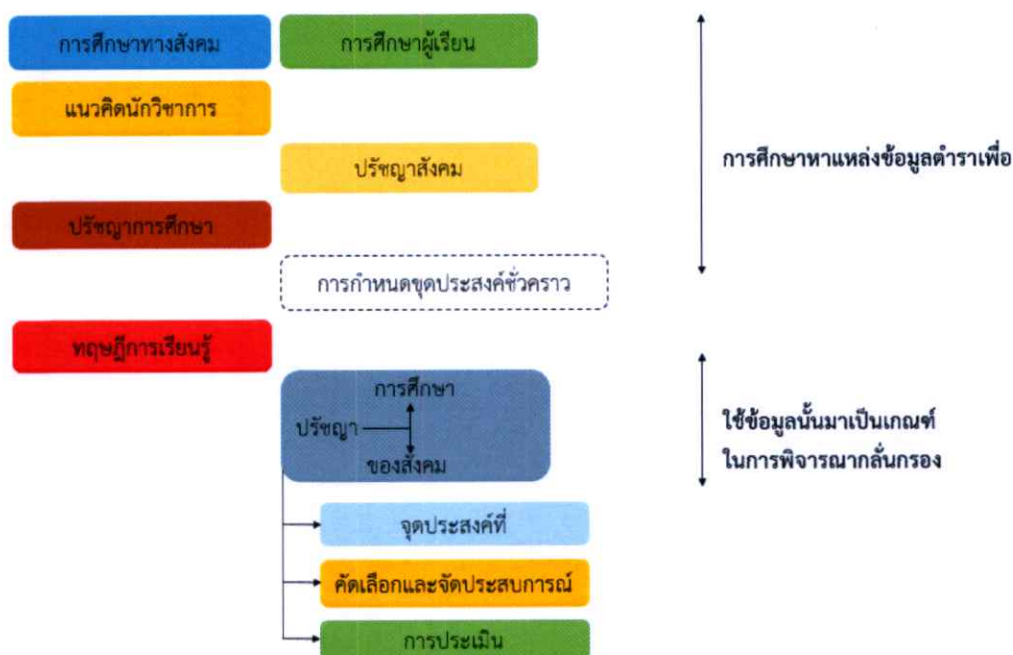 การศึกษาทางสังคม
การศึกษาผู้เรียน
แนวคิดนักวิชาการ
ปรัชญาสังคม
การศึกษาหาแหล่งข้อมูลตำราเพื่อ
ปรัชญาการศึกษา
การกำหนดขุดประสงค์ชั่วคราว
ทฤษฎีการเรียนรู้
การศึกษา
ปรัชญา
ของสังคม
ใช้ข้อมูลนั้นมาเป็นเกณฑ์
ในการพิจารณากลั่นกรอง
จุดประสงค์ที่
คัดเลือกและจัดประสบการณ์
การประเมิน